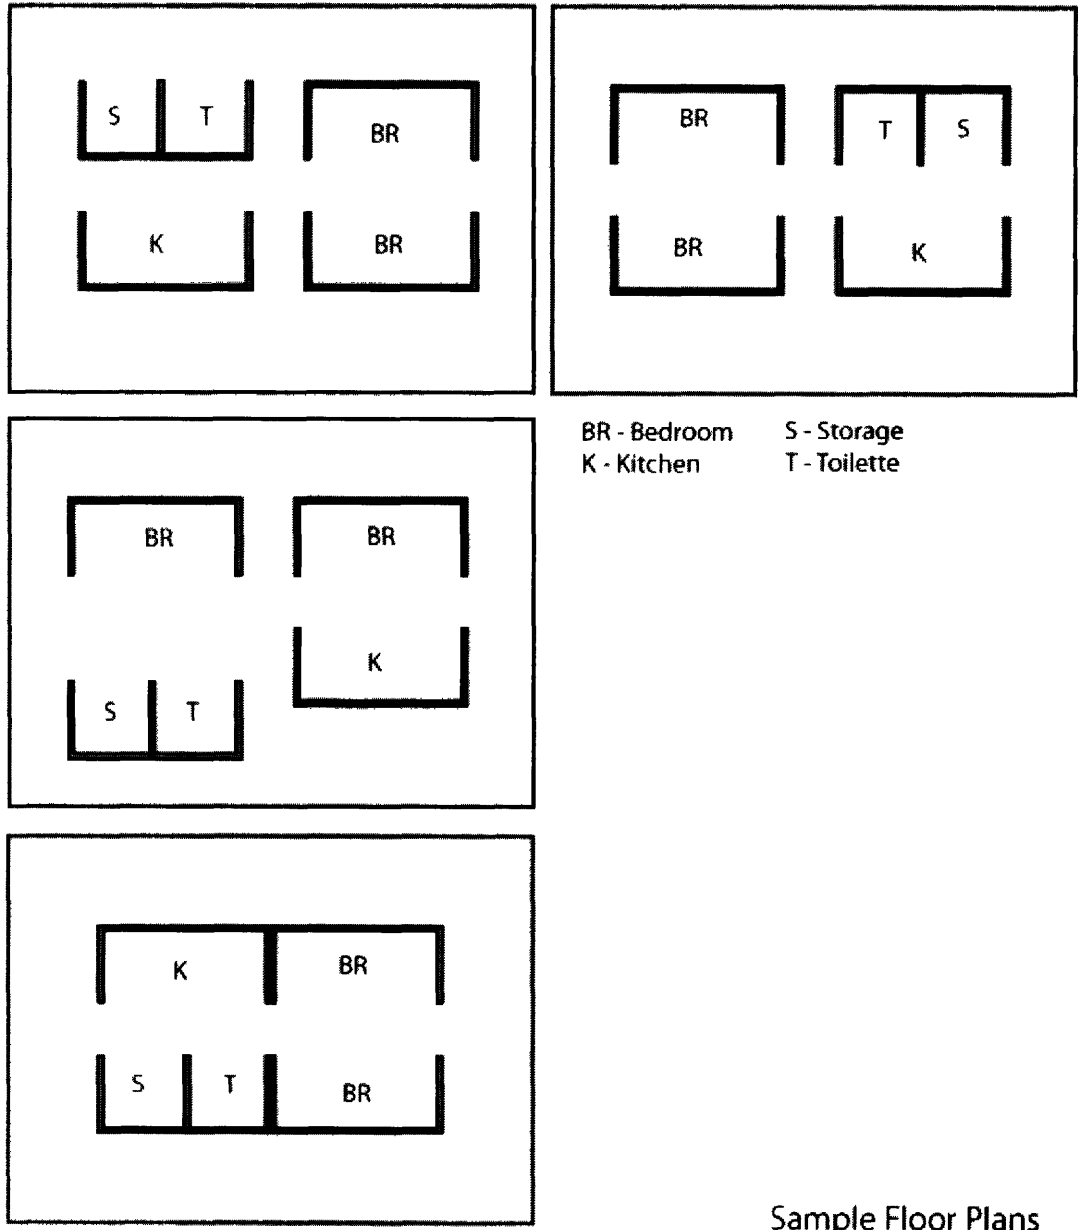 S T BR
K BR
BR T S
BR K
BR - Bedroom S - Storage
K - Kitchen T - Toilette
BR BR
K
S T
K BR
S T BR
Sample Floor Plans